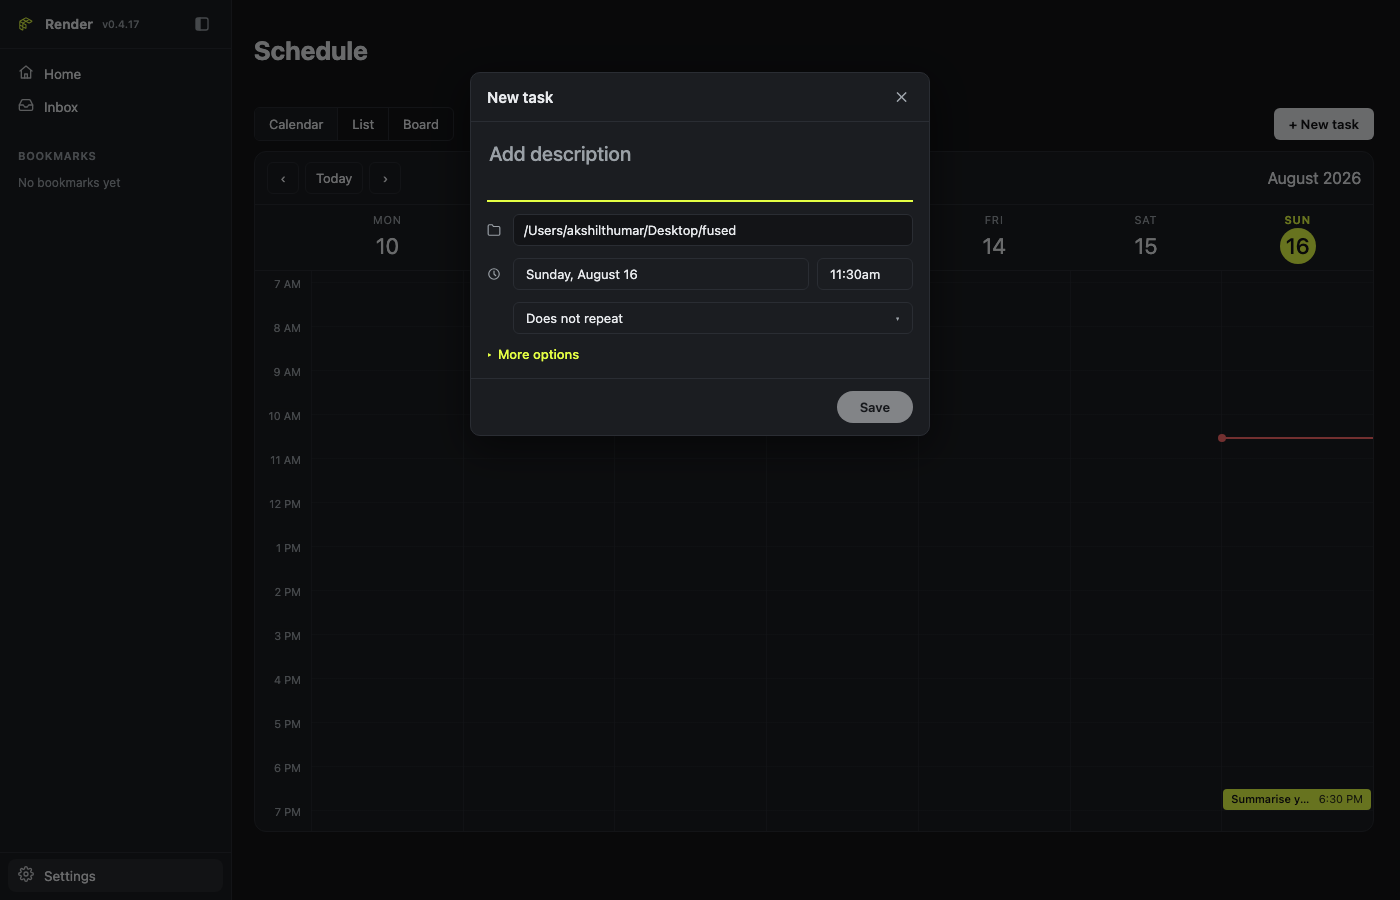 Render v0.4.17
Home
Inbox
BOOKMARKS
No bookmarks yet
Settings
Schedule
Calendar List Board
+ New task
‹ Today ›
August 2026
MON
10
FRI
14
SAT
15
SUN
16
7 AM
8 AM
9 AM
10 AM
11 AM
12 PM
1 PM
2 PM
3 PM
4 PM
5 PM
6 PM
7 PM
Summarise y... 6:30 PM
New task
Add description
/Users/akshilthumar/Desktop/fused
Sunday, August 16 11:30am
Does not repeat
More options
Save